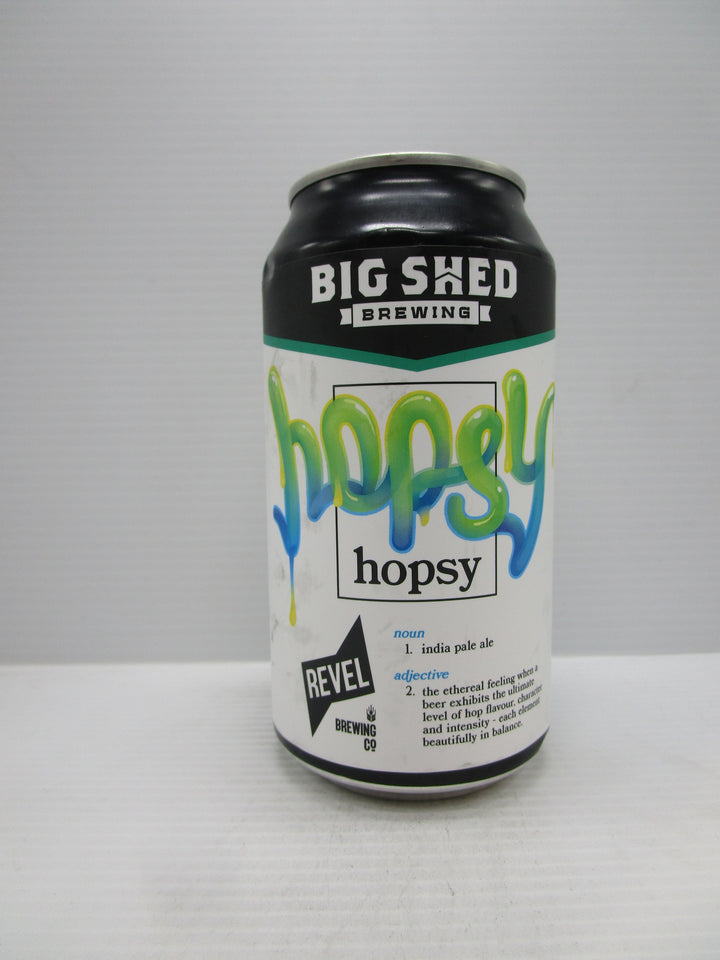 BIG SHED
BREWING
hopsy
hopsy
noun
1. india pale ale
adjective
2. the ethereal feeling when a
beer exhibits the ultimate
level of hop flavour, character
and intensity - each element
beautifully in balance.
REVEL
BREWING
CO